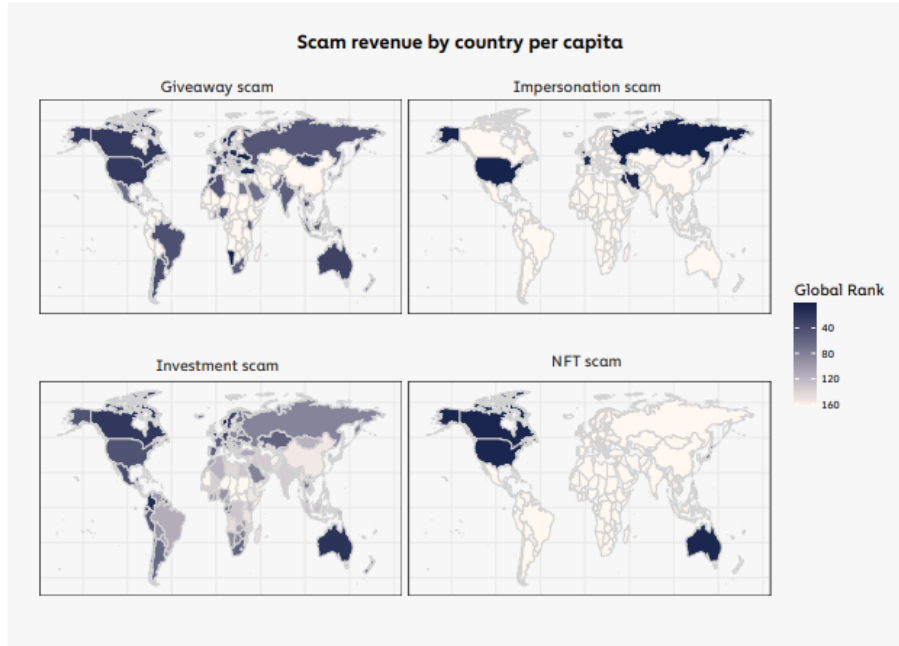 Scam revenue by country per capita
Giveaway scam
Impersonation scam
Global Rank
40
80
120
160
Investment scam
NFT scam